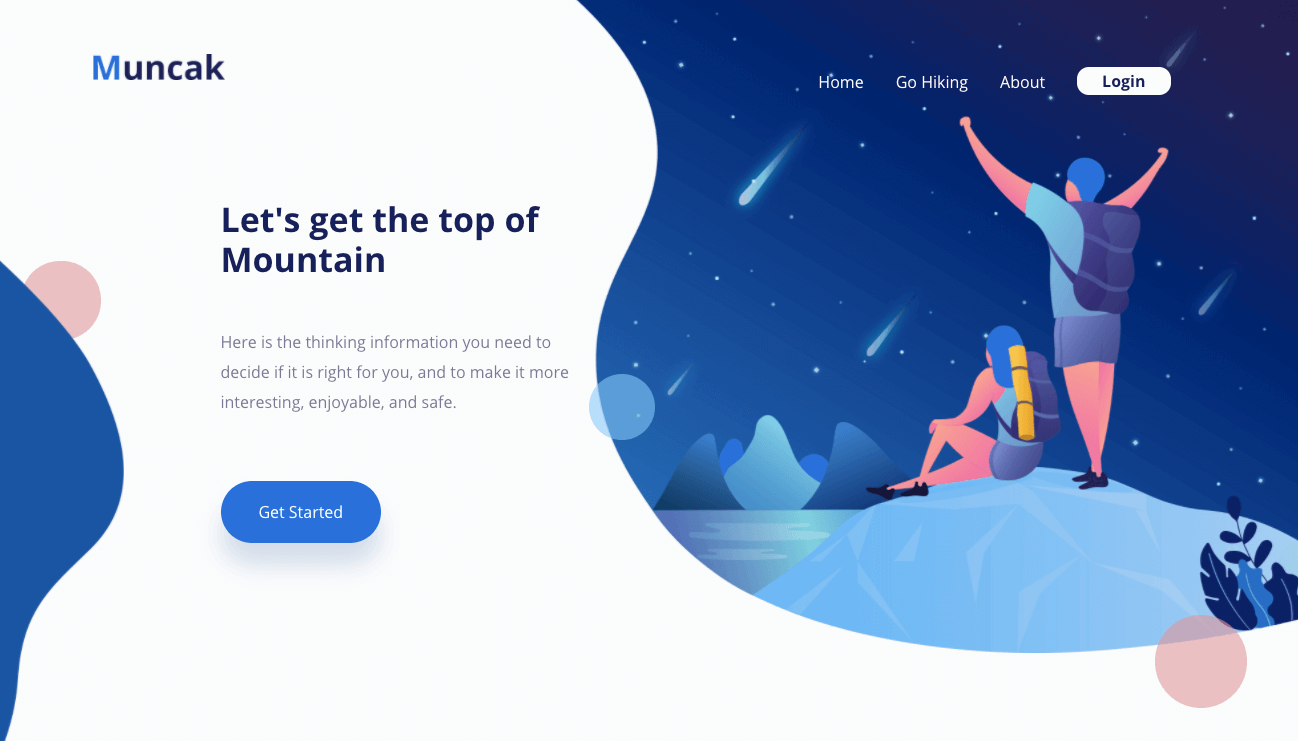 Muncak
Home Go Hiking About Login
Let's get the top of
Mountain
Here is the thinking information you need to
decide if it is right for you, and to make it more
interesting, enjoyable, and safe.
Get Started